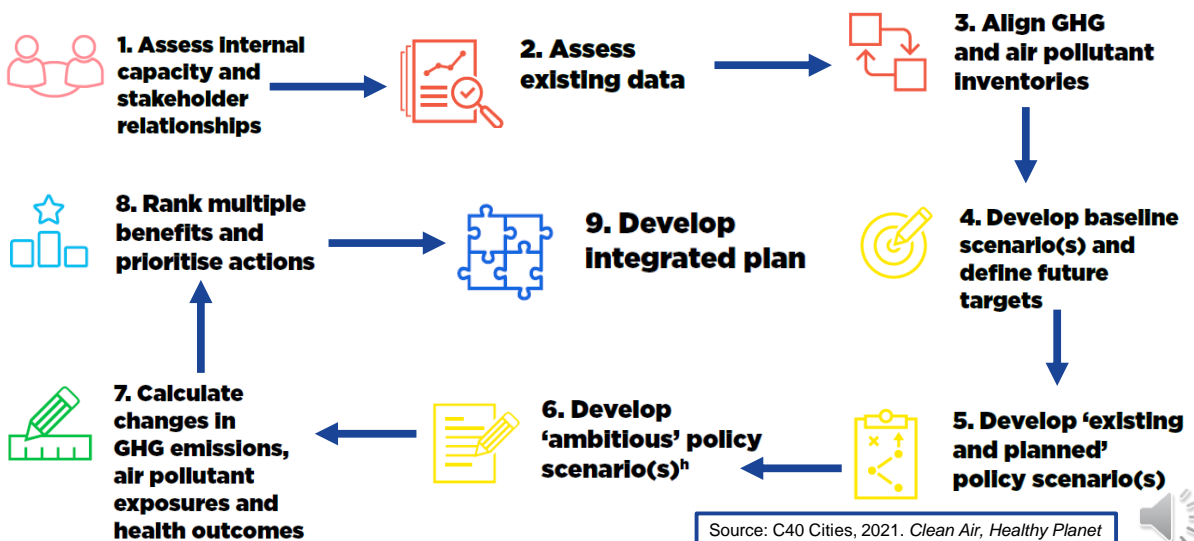 1. Assess internal
capacity and
stakeholder
relationships
2. Assess
existing data
3. Align GHG
and air pollutant
inventories
4. Develop baseline
scenario(s) and
define future
targets
5. Develop ‘existing
and planned’
policy scenario(s)
6. Develop
‘ambitious’ policy
scenario(s)ʰ
7. Calculate
changes in
GHG emissions,
air pollutant
exposures and
health outcomes
8. Rank multiple
benefits and
prioritise actions
9. Develop
integrated plan
Source: C40 Cities, 2021. Clean Air, Healthy Planet